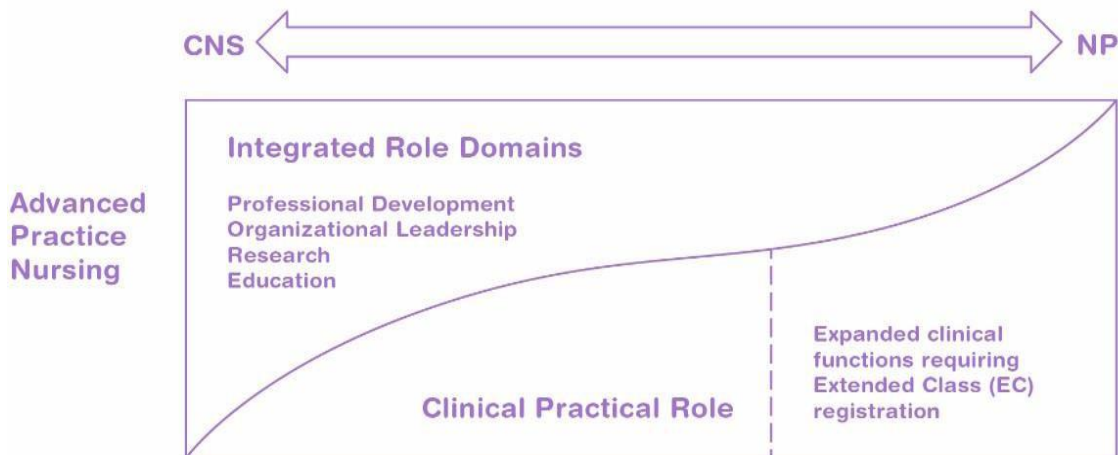 CNS
NP
Advanced
Practice
Nursing
Integrated Role Domains
Professional Development
Organizational Leadership
Research
Education
Clinical Practical Role
Expanded clinical
functions requiring
Extended Class (EC)
registration